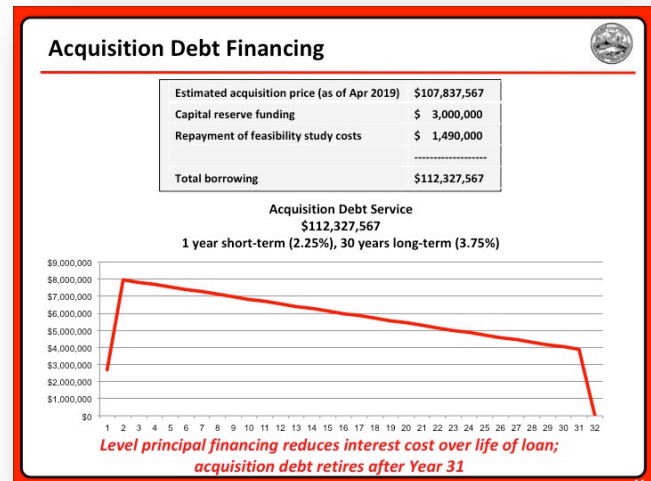 Acquisition Debt Financing
Estimated acquisition price (as of Apr 2019) $107,837,567
Capital reserve funding $ 3,000,000
Repayment of feasibility study costs $ 1,490,000
-------------------
Total borrowing $112,327,567
Acquisition Debt Service
$112,327,567
1 year short-term (2.25%), 30 years long-term (3.75%)
$9,000,000
$8,000,000
$7,000,000
$6,000,000
$5,000,000
$4,000,000
$3,000,000
$2,000,000
$1,000,000
$0
1 2 3 4 5 6 7 8 9 10 11 12 13 14 15 16 17 18 19 20 21 22 23 24 25 26 27 28 29 30 31 32
Level principal financing reduces interest cost over life of loan;
acquisition debt retires after Year 31